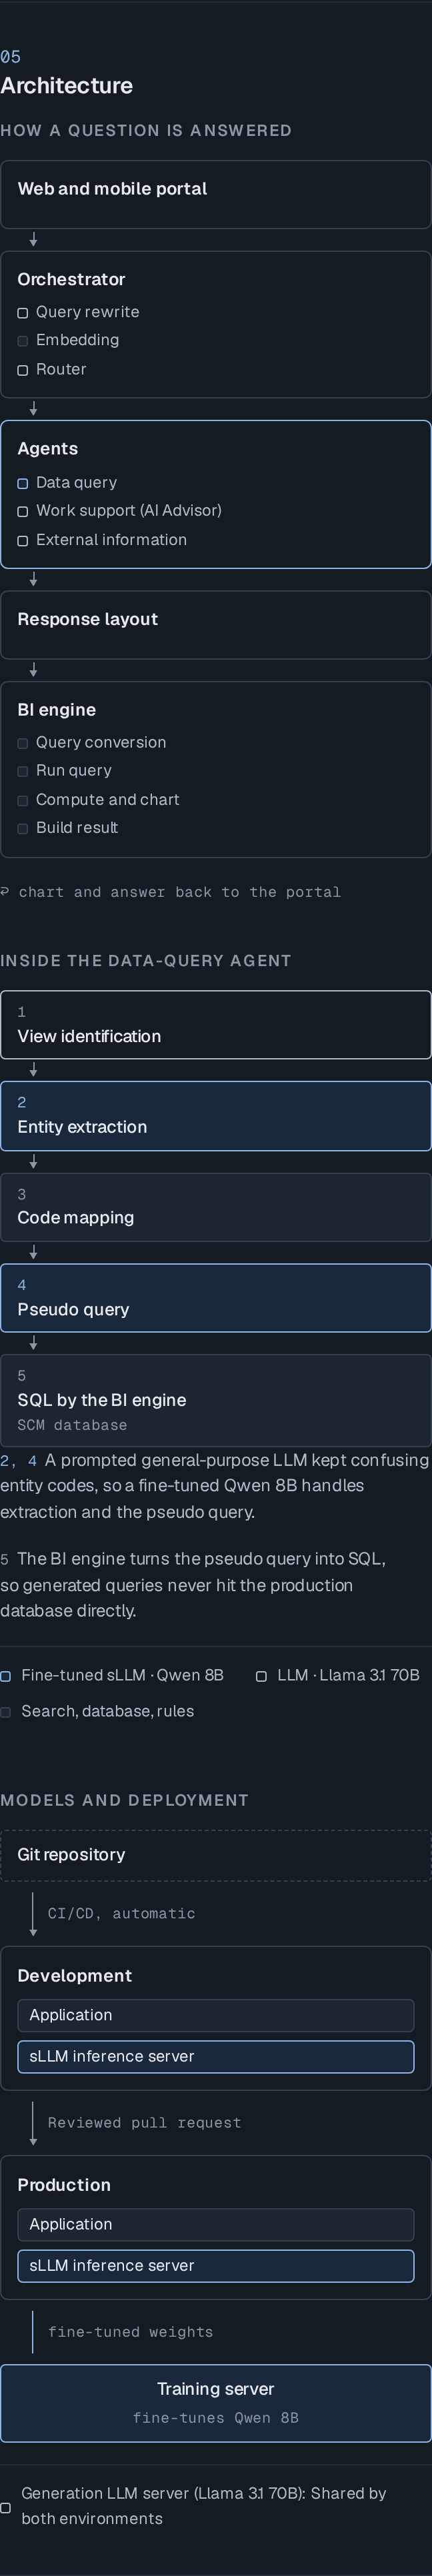 05
Architecture
HOW A QUESTION IS ANSWERED
Web and mobile portal
Orchestrator
Query rewrite
Embedding
Router
Agents
Data query
Work support (AI Advisor)
External information
Response layout
BI engine
Query conversion
Run query
Compute and chart
Build result
chart and answer back to the portal
INSIDE THE DATA-QUERY AGENT
1
View identification
2
Entity extraction
3
Code mapping
4
Pseudo query
5
SQL by the BI engine
SCM database
2, 4 A prompted general-purpose LLM kept confusing
entity codes, so a fine-tuned Qwen 8B handles
extraction and the pseudo query.
5 The BI engine turns the pseudo query into SQL,
so generated queries never hit the production
database directly.
Fine-tuned sLLM · Qwen 8B
LLM · Llama 3.1 70B
Search, database, rules
MODELS AND DEPLOYMENT
Git repository
CI/CD, automatic
Development
Application
sLLM inference server
Reviewed pull request
Production
Application
sLLM inference server
fine-tuned weights
Training server
fine-tunes Qwen 8B
Generation LLM server (Llama 3.1 70B): Shared by
both environments